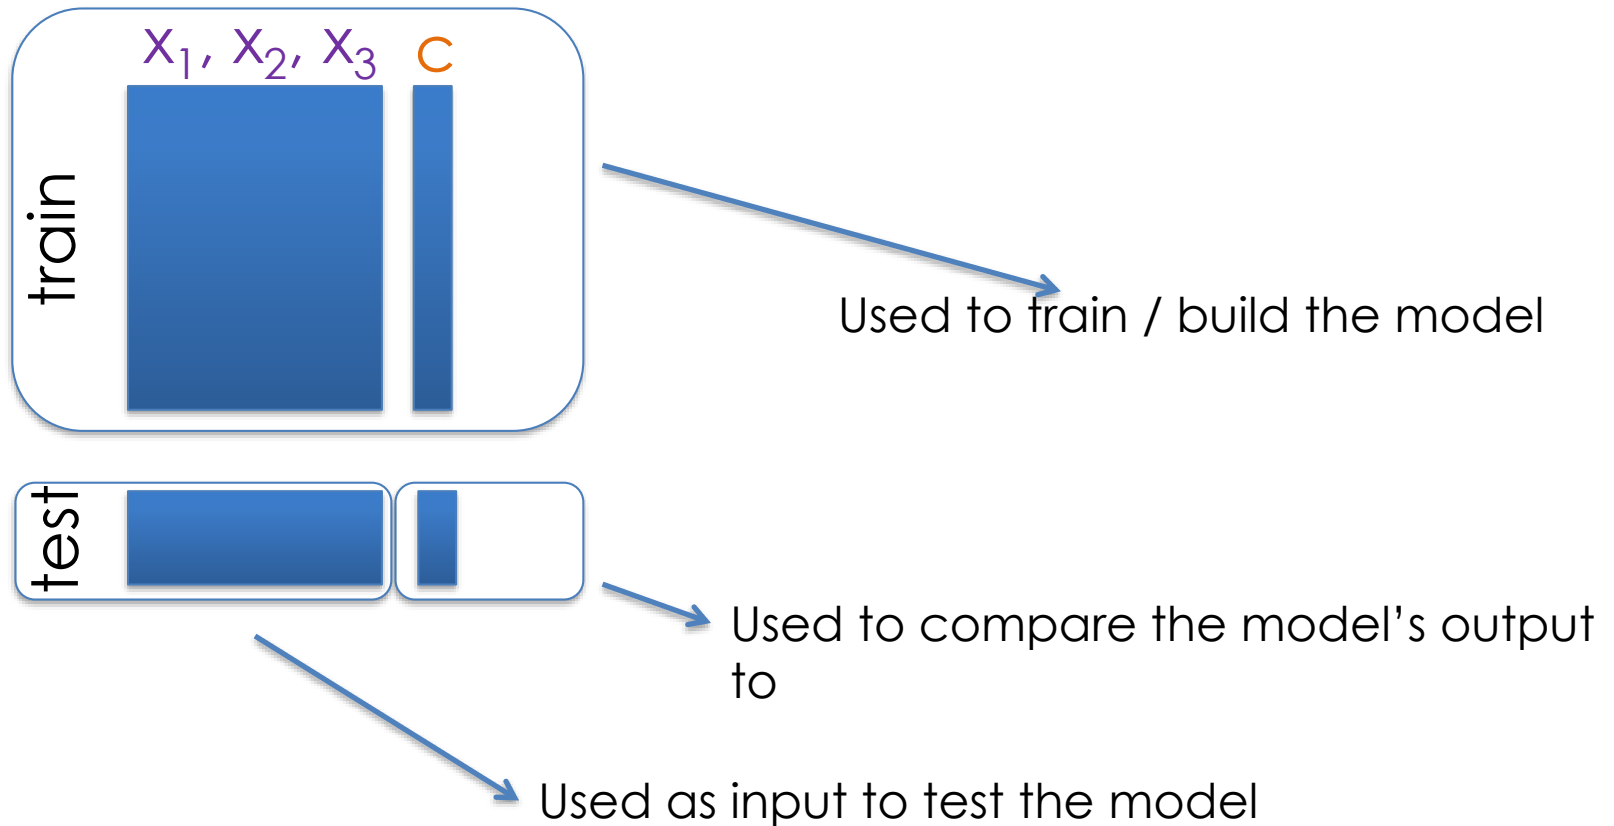 x₁, x₂, x₃ c
train
Used to train / build the model
test
Used to compare the model’s output
to
Used as input to test the model